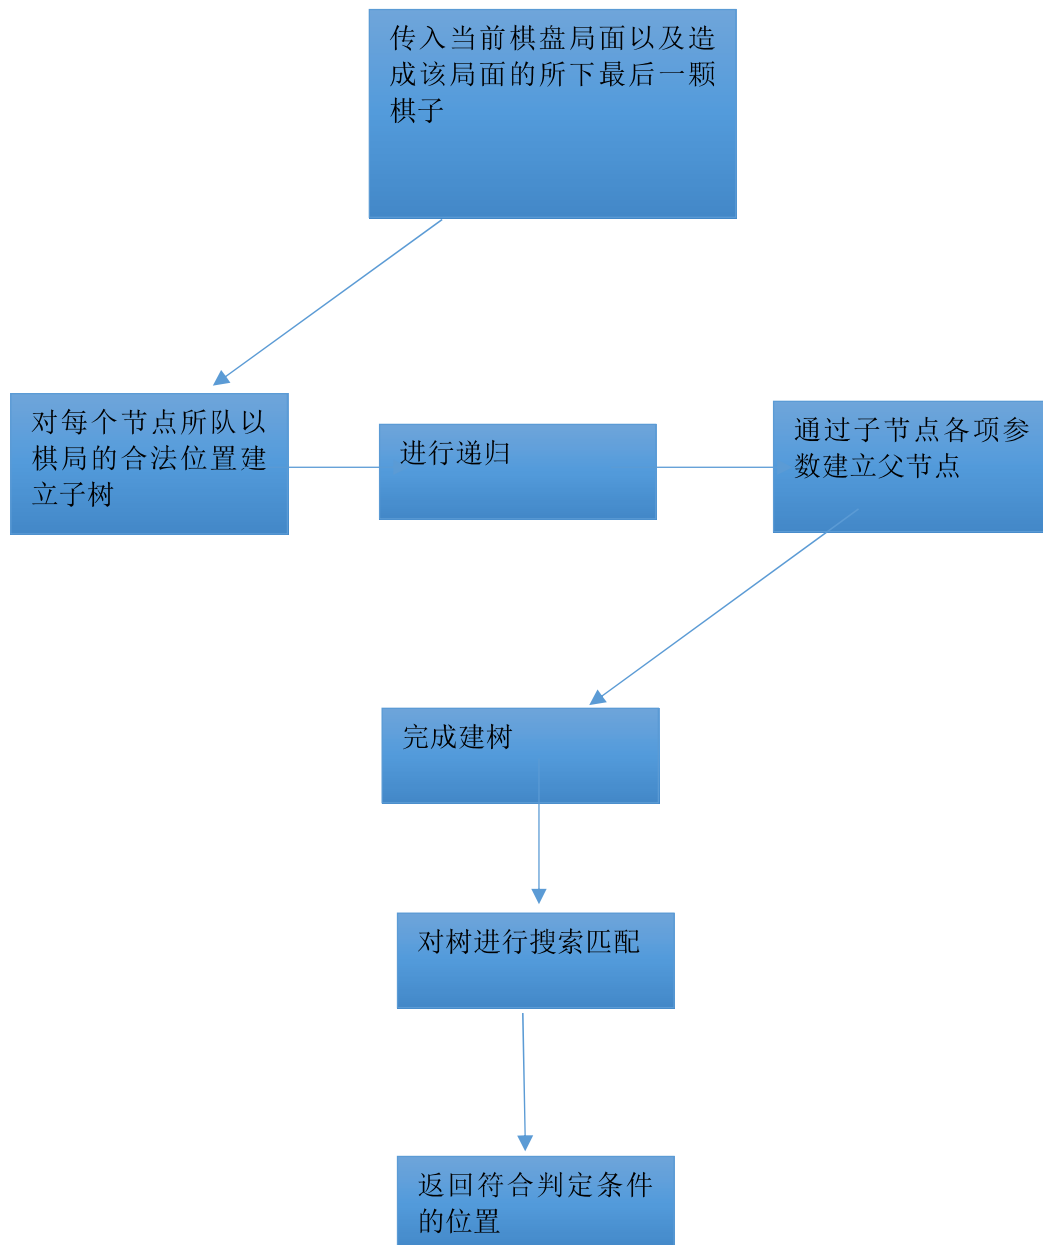 传入当前棋盘局面以及造
成该局面的所下最后一颗
棋子
对每个节点所队以
棋局的合法位置建
立子树
进行递归
通过子节点各项参
数建立父节点
完成建树
对树进行搜索匹配
返回符合判定条件
的位置